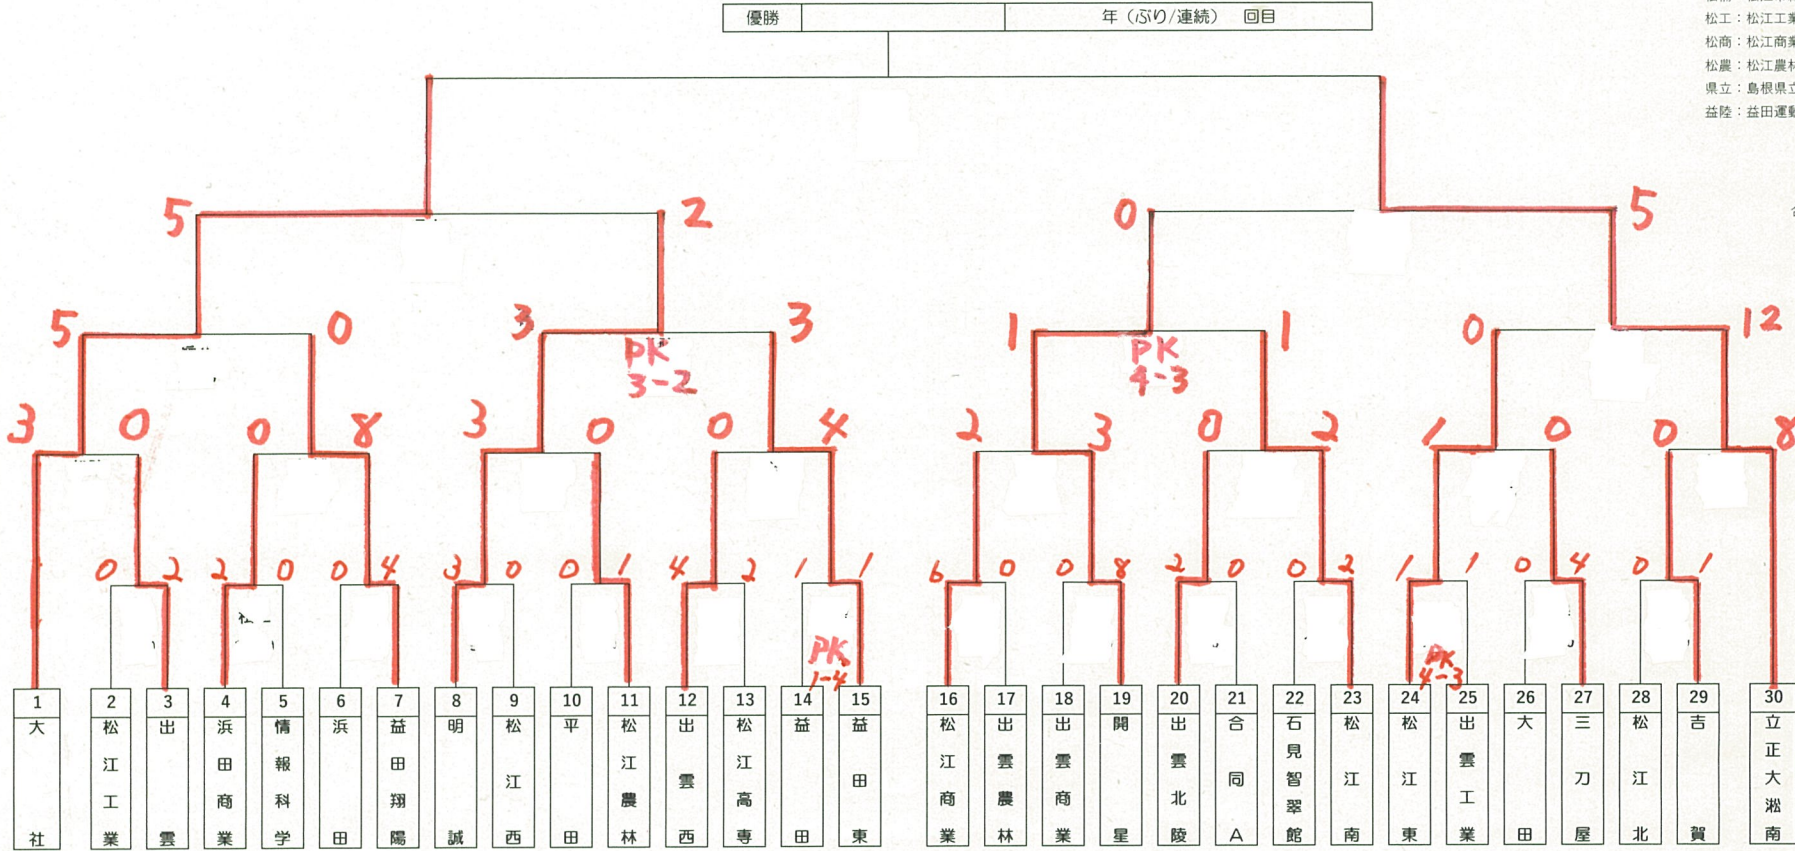 優勝 年（ぶり/連続） 回目
松工：松江工業
松商：松江商業
松農：松江農林
県立：島根県立
益陸：益田運動
5 2 0 5
5 0 3 3 1 1 0 12
PK PK
3-2 4-3
3 0 0 8 3 0 0 4 2 3 0 2 1 0 0 8
0 2 2 0 0 4 3 0 0 1 4 2 1 1 6 0 0 8 2 0 0 2 1 1 0 4 0 1
PK PK
1-4 4-3
1 2 3 4 5 6 7 8 9 10 11 12 13 14 15 16 17 18 19 20 21 22 23 24 25 26 27 28 29 30
大社
松江工業
出雲
浜田商業
情報科学
浜田
益田翔陽
明誠
松江西
平田
松江農林
出雲西
松江高専
益田
益田東
松江商業
出雲農林
出雲商業
開星
出雲北陵
合同A
石見智翠館
松江南
松江東
出雲工業
大田
三刀屋
松江北
吉賀
立正大淞南